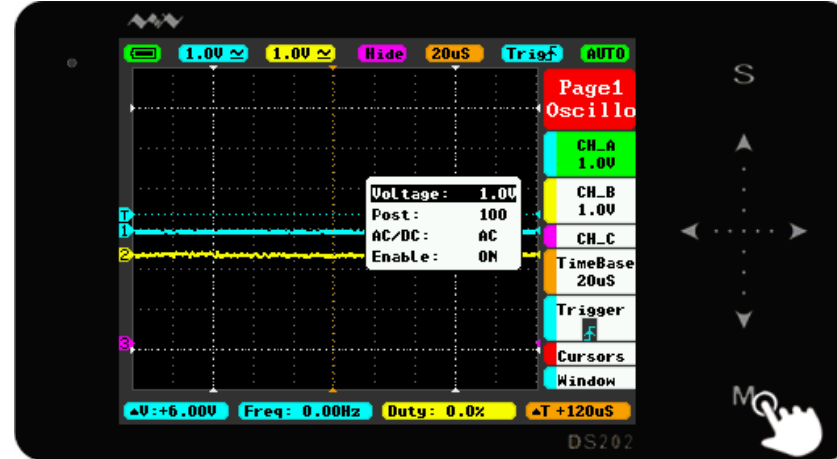 1.0V 1.0V Hide 20uS Trig AUTO
Page1
Oscillo
CH_A
1.0V
CH_B
1.0V
CH_C
TimeBase
20uS
Trigger
Cursors
Window
Voltage: 1.0V
Post: 100
AC/DC: AC
Enable: ON
T
1
2
3
▲V:+6.00V Freq: 0.00Hz Duty: 0.0% ▲T +120uS
S
M
DS202